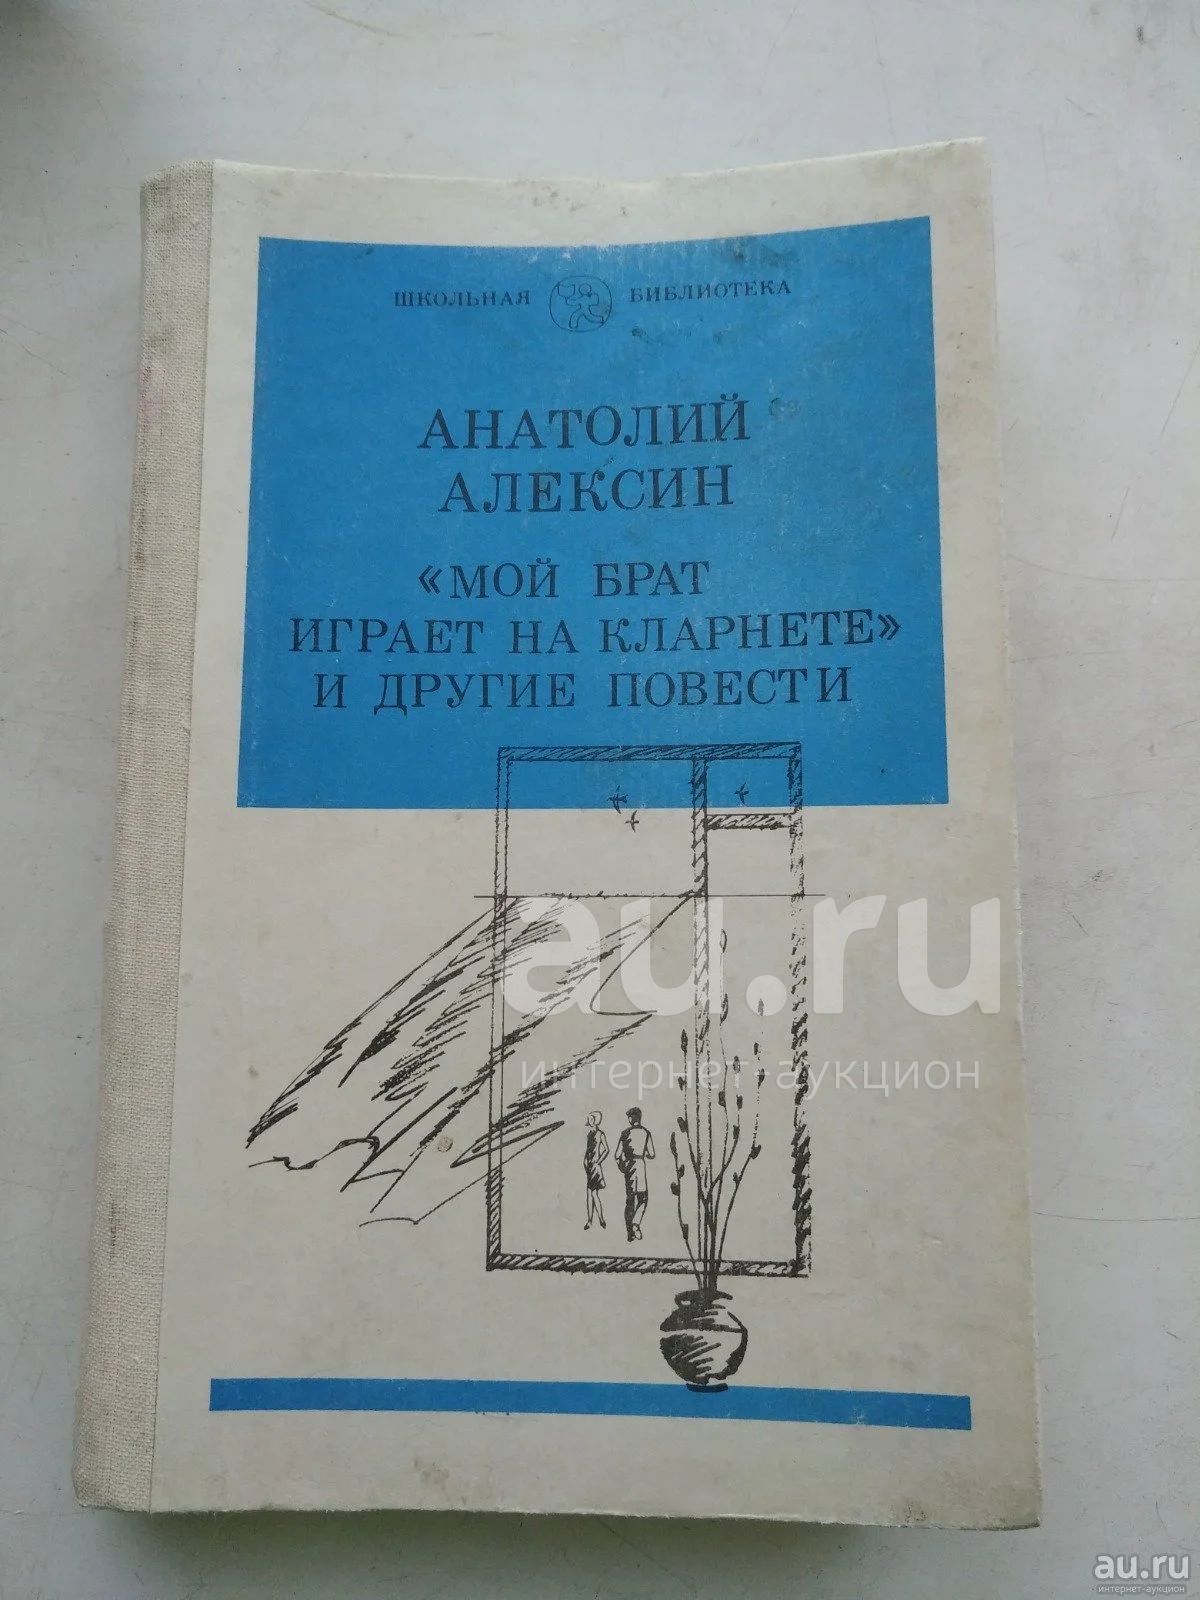 ШКОЛЬНАЯ БИБЛИОТЕКА
АНАТОЛИЙ
АЛЕКСИН
«МОЙ БРАТ
ИГРАЕТ НА КЛАРНЕТЕ»
И ДРУГИЕ ПОВЕСТИ
au.ru
интернет-аукцион
au.ru
интернет-аукцион